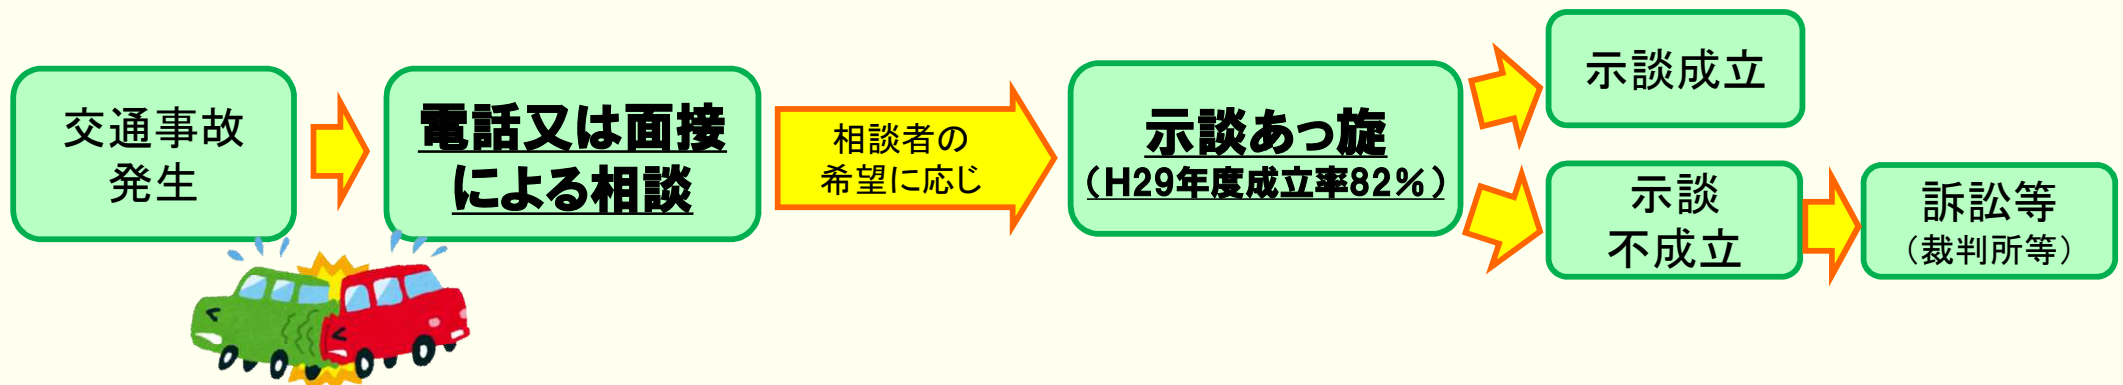 交通事故
発生
電話又は面接
による相談
相談者の
希望に応じ
示談あっ旋
（H29年度成立率82%）
示談成立
示談
不成立
訴訟等
（裁判所等）